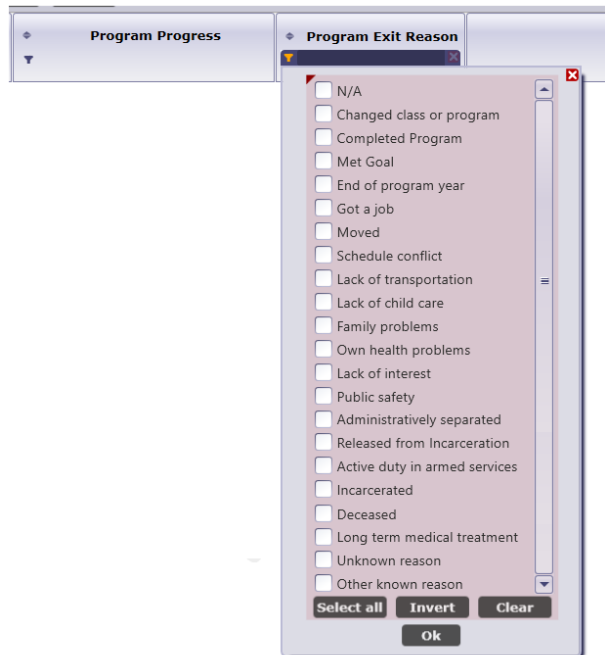 Program Progress
Program Exit Reason
N/A
Changed class or program
Completed Program
Met Goal
End of program year
Got a job
Moved
Schedule conflict
Lack of transportation
Lack of child care
Family problems
Own health problems
Lack of interest
Public safety
Administratively separated
Released from Incarceration
Active duty in armed services
Incarcerated
Deceased
Long term medical treatment
Unknown reason
Other known reason
Select all Invert Clear
Ok